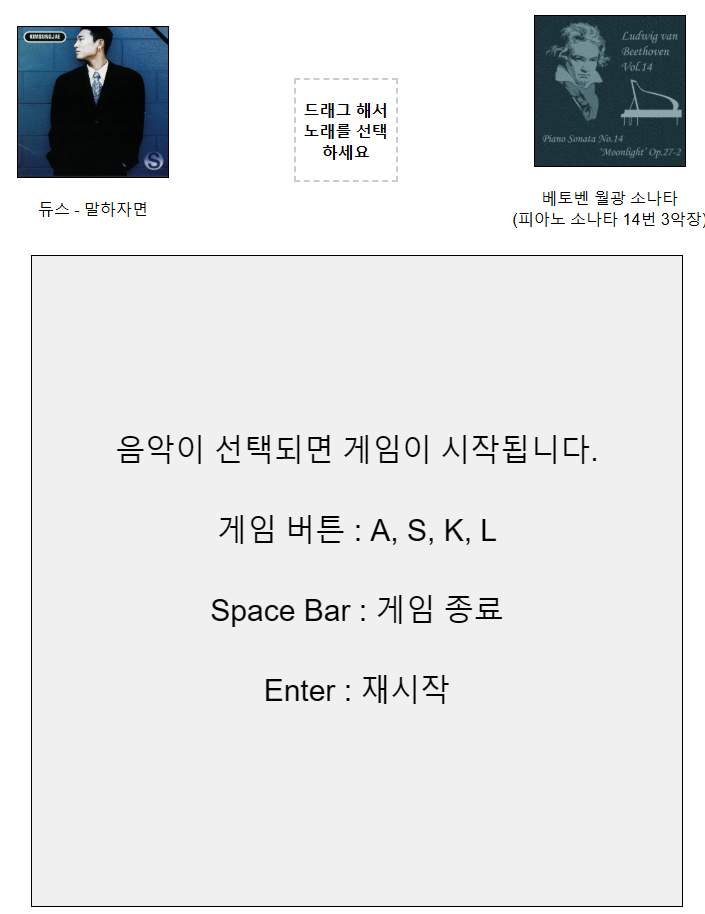 KIMSUNGJAE
S
듀스 - 말하자면
드래그 해서
노래를 선택
하세요
Ludwig van
Beethoven
Vol.14
Piano Sonata No.14
"Moonlight" Op.27-2
베토벤 월광 소나타
(피아노 소나타 14번 3악장)
음악이 선택되면 게임이 시작됩니다.
게임 버튼 : A, S, K, L
Space Bar : 게임 종료
Enter : 재시작